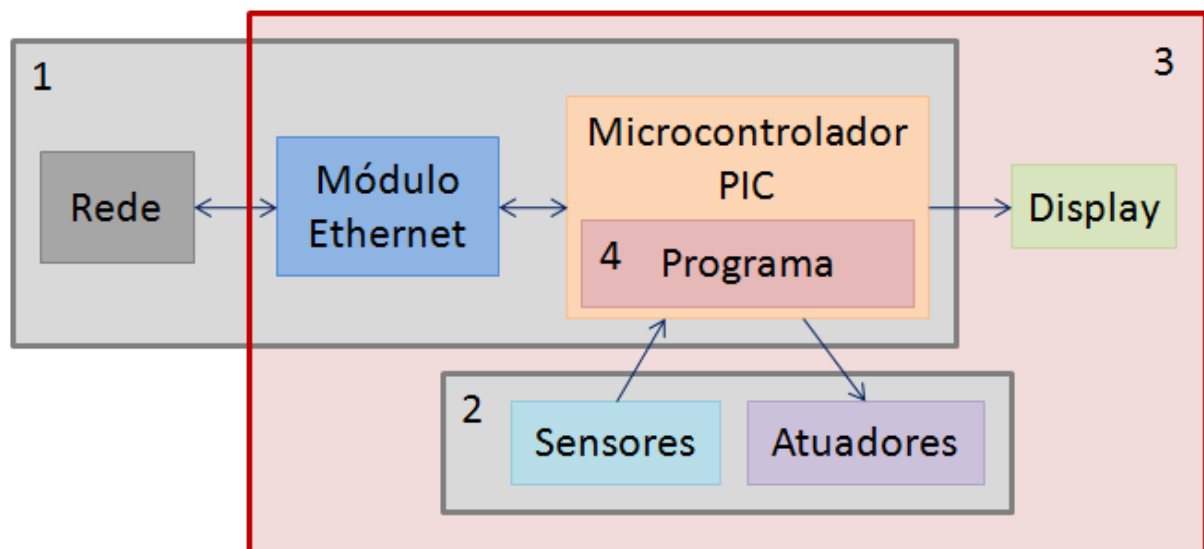 1
3
Rede
Módulo
Ethernet
Microcontrolador
PIC
4
Programa
Display
2
Sensores
Atuadores